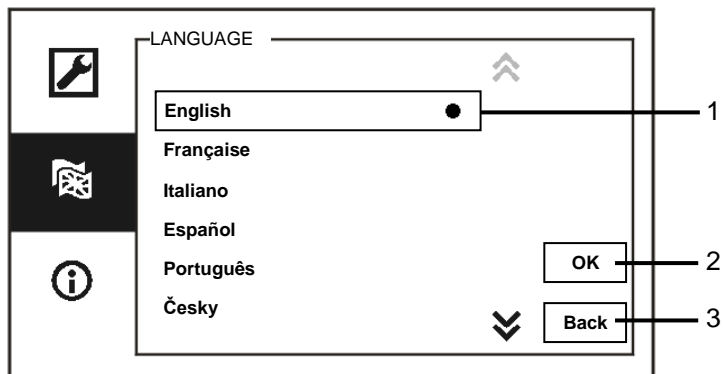 LANGUAGE
English
1
Française
Italiano
Español
OK
2
Português
Česky
Back
3